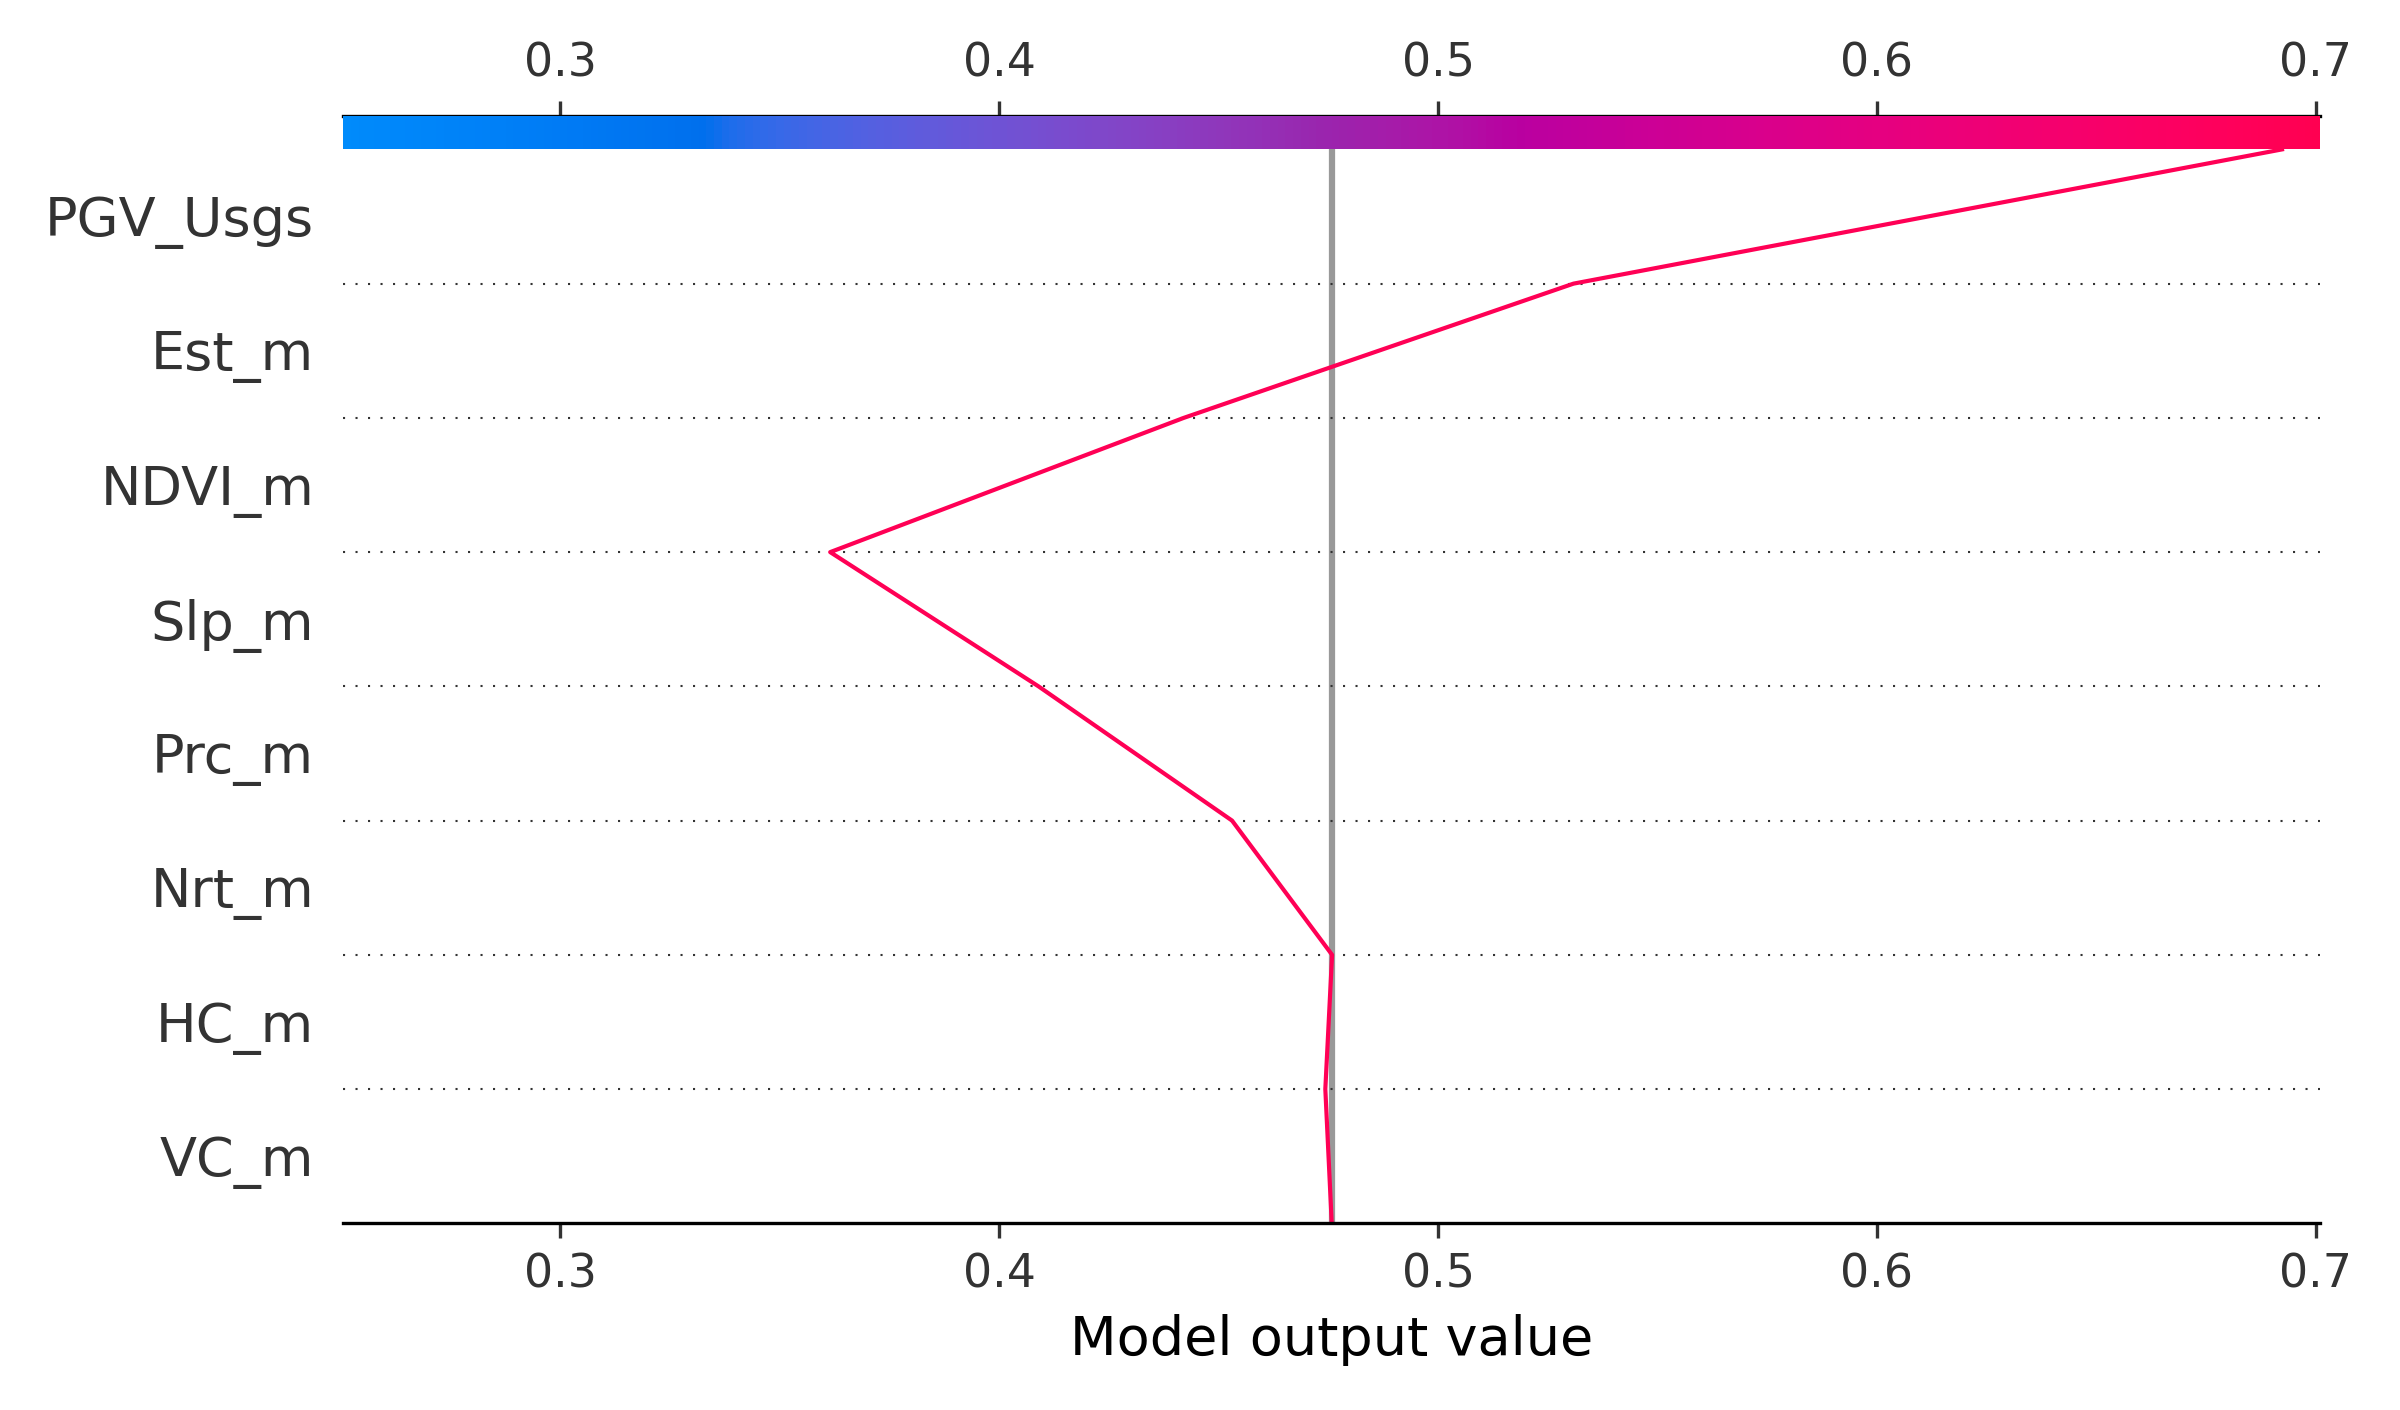 0.3 0.4 0.5 0.6 0.7
PGV_Usgs
Est_m
NDVI_m
Slp_m
Prc_m
Nrt_m
HC_m
VC_m
0.3 0.4 0.5 0.6 0.7
Model output value